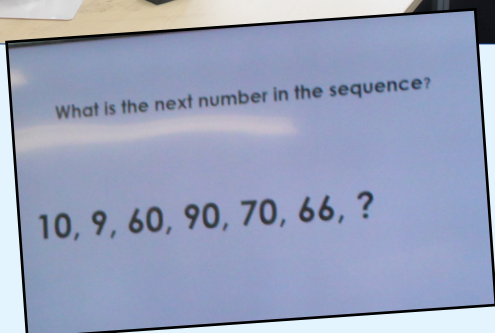 What is the next number in the sequence?
10, 9, 60, 90, 70, 66, ?